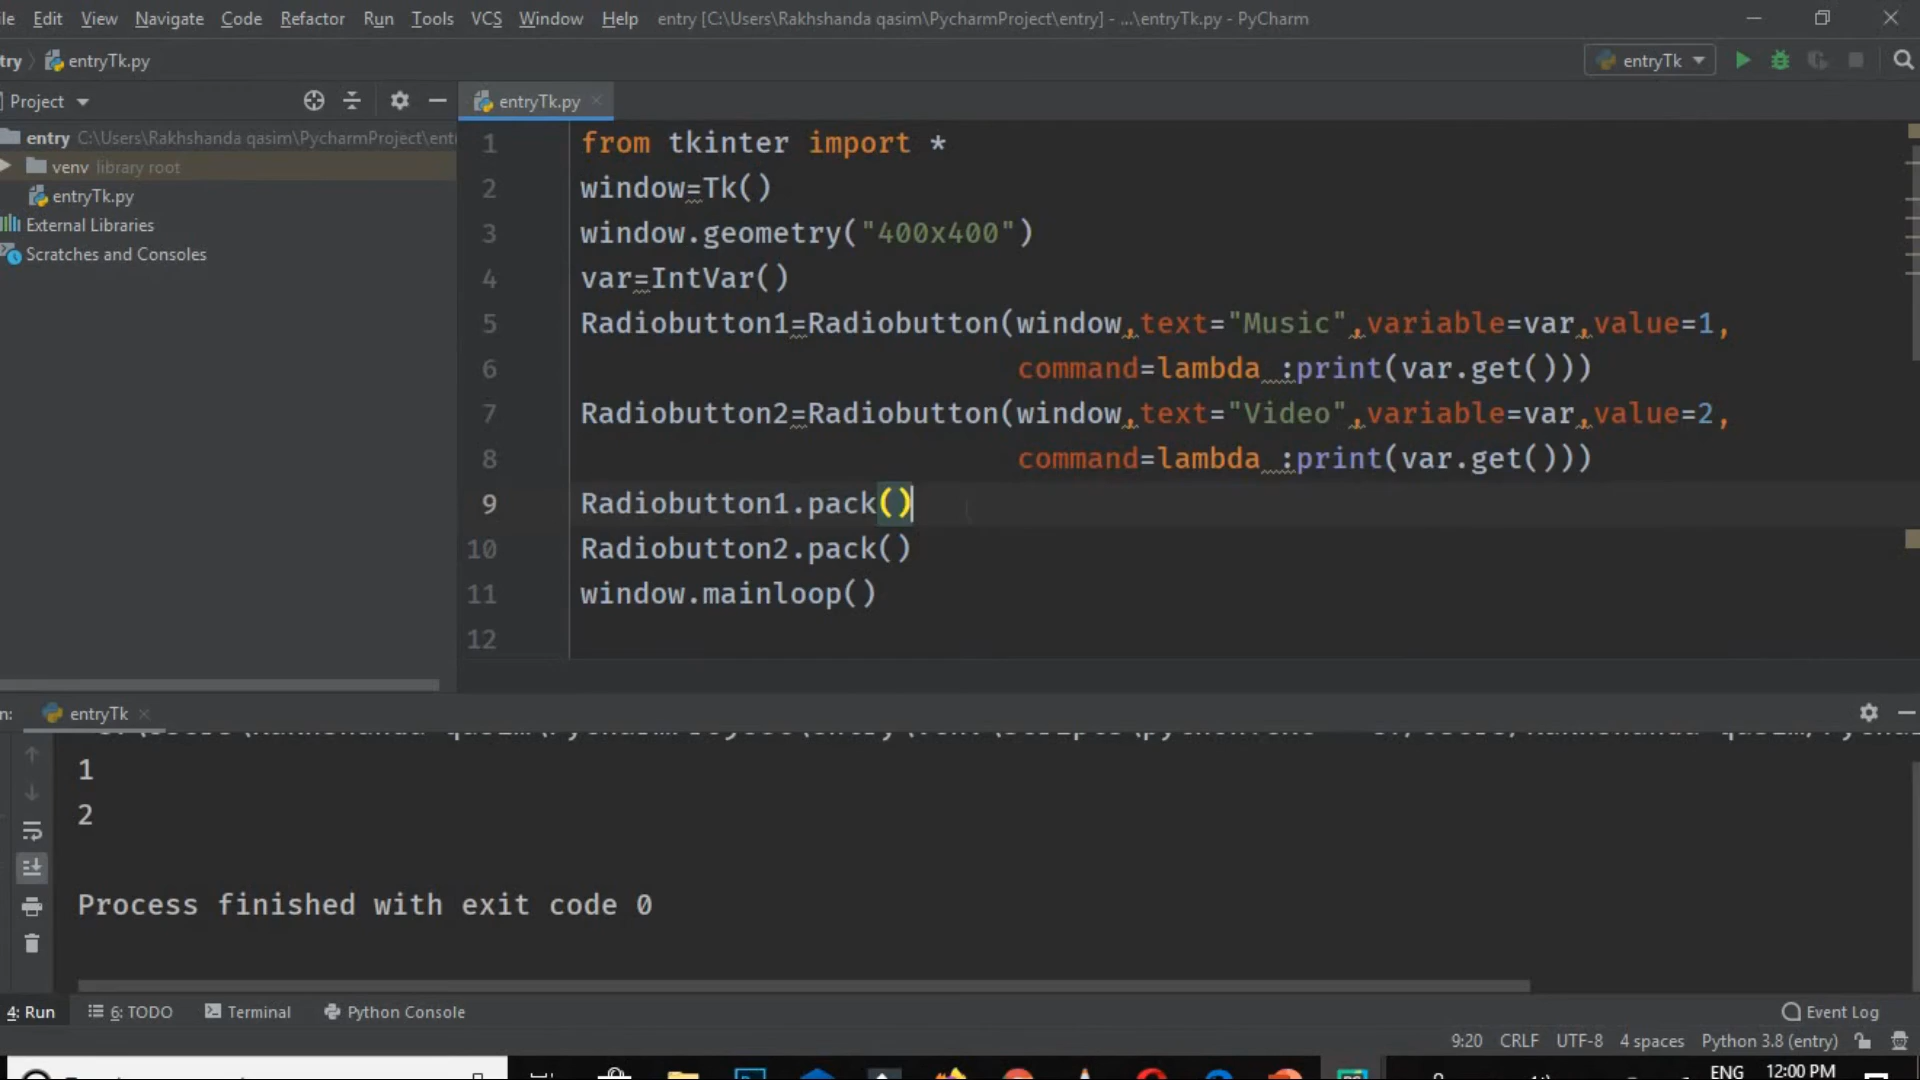 Edit View Navigate Code Refactor Run Tools VCS Window Help entry [C:\Users\Rakhshanda qasim\PycharmProject\entry] - ...\entryTk.py - PyCharm
entryTk.py
entryTk
Project
entryTk.py
entry C:\Users\Rakhshanda qasim\PycharmProject\ent
venv library root
entryTk.py
External Libraries
Scratches and Consoles
1 from tkinter import *
2 window=Tk()
3 window.geometry("400x400")
4 var=IntVar()
5 Radiobutton1=Radiobutton(window,text="Music",variable=var,value=1,
6 command=lambda :print(var.get()))
7 Radiobutton2=Radiobutton(window,text="Video",variable=var,value=2,
8 command=lambda :print(var.get()))
9 Radiobutton1.pack()
10 Radiobutton2.pack()
11 window.mainloop()
12
entryTk
1
2
Process finished with exit code 0
4: Run 6: TODO Terminal Python Console Event Log
9:20 CRLF UTF-8 4 spaces Python 3.8 (entry)
ENG 12:00 PM